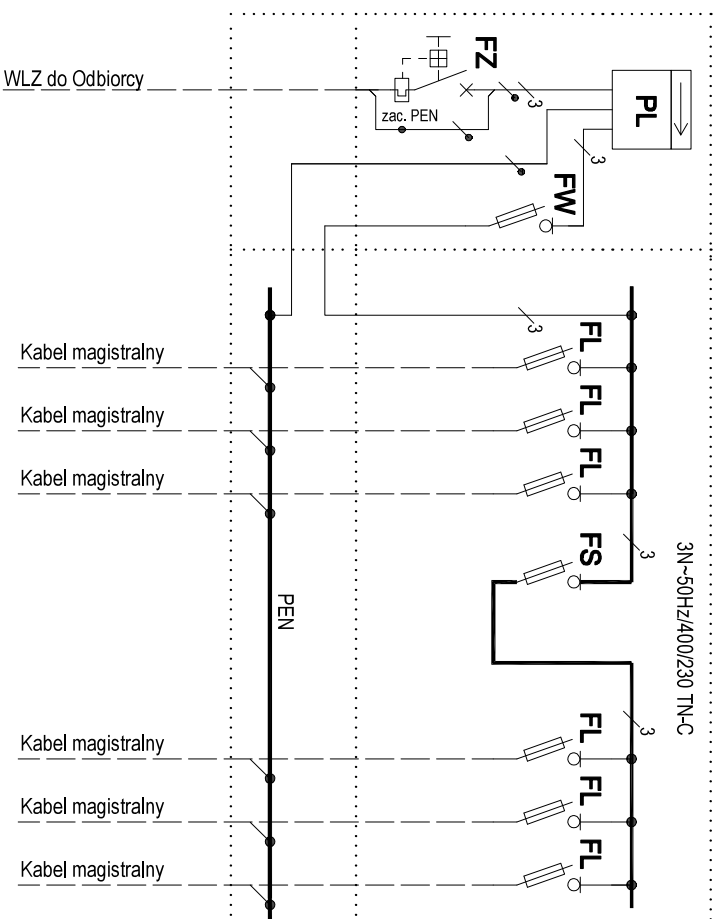 FZ
PL
3
WLZ do Odbiorcy
zac. PEN
3
FW
3
FL
Kabel magistralny
FL
Kabel magistralny
FL
Kabel magistralny
3
FS
3N~50Hz/400/230 TN-C
PEN
3
FL
Kabel magistralny
FL
Kabel magistralny
FL
Kabel magistralny